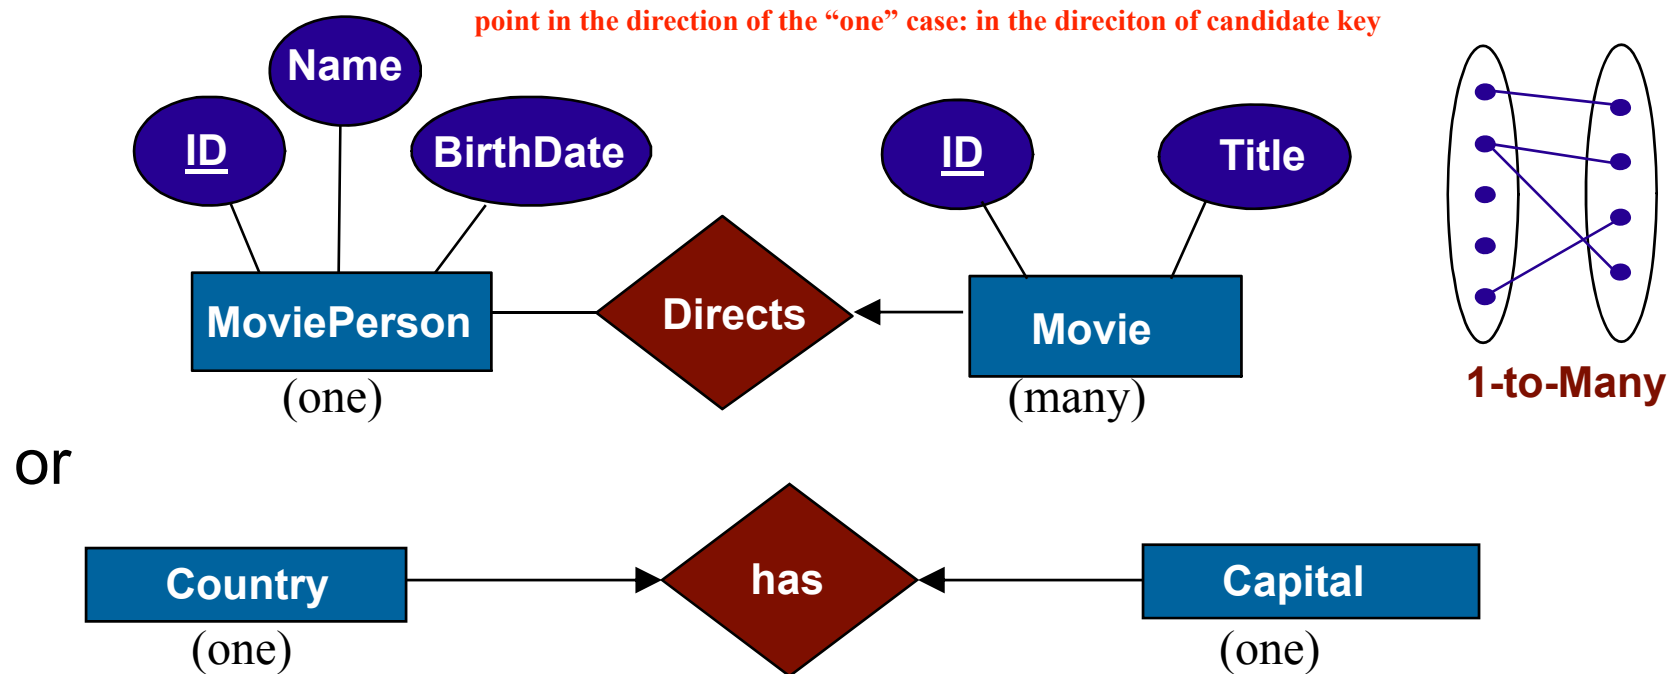 point in the direction of the “one” case: in the direciton of candidate key
Name
ID
BirthDate
ID
Title
MoviePerson
Directs
Movie
(one)
(many)
1-to-Many
or
Country
has
Capital
(one)
(one)